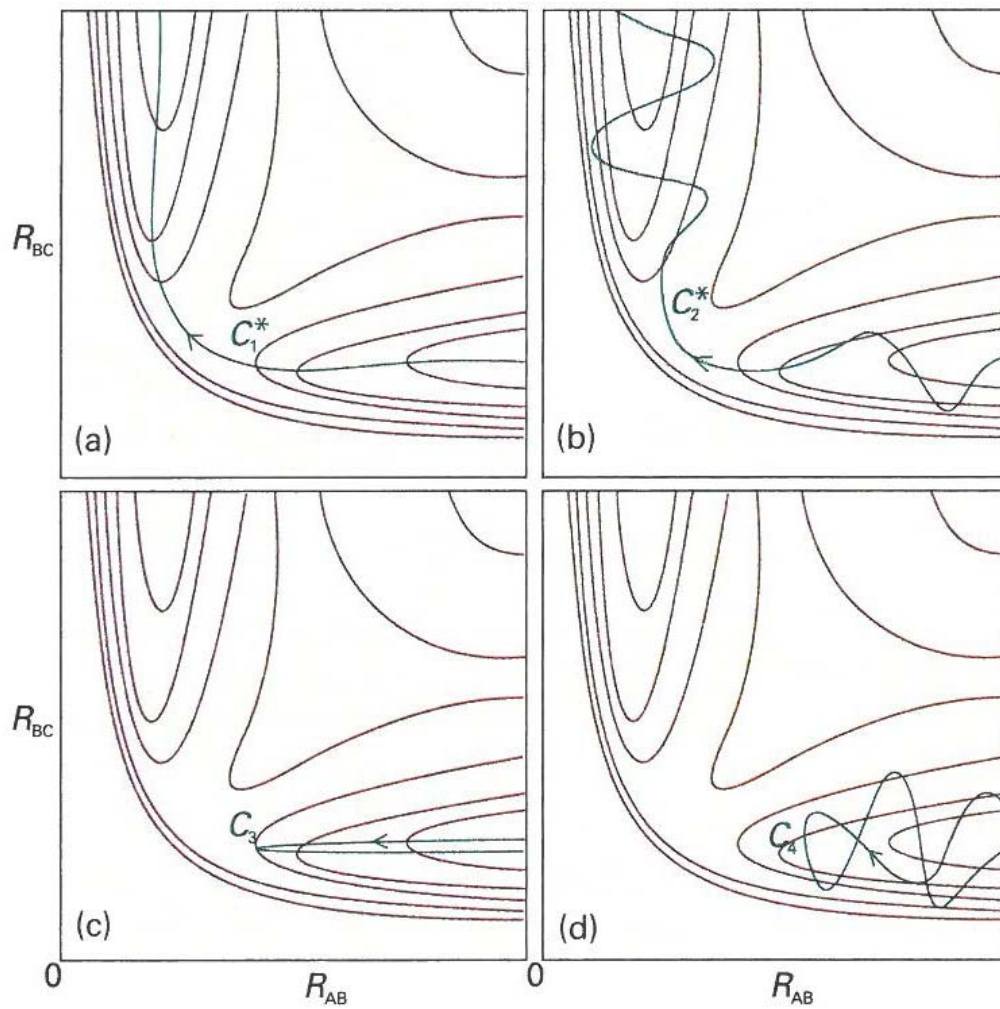 R_BC
C_1^*
(a)
C_2^*
(b)
R_BC
C_3
(c)
C_4
(d)
0
R_AB
0
R_AB